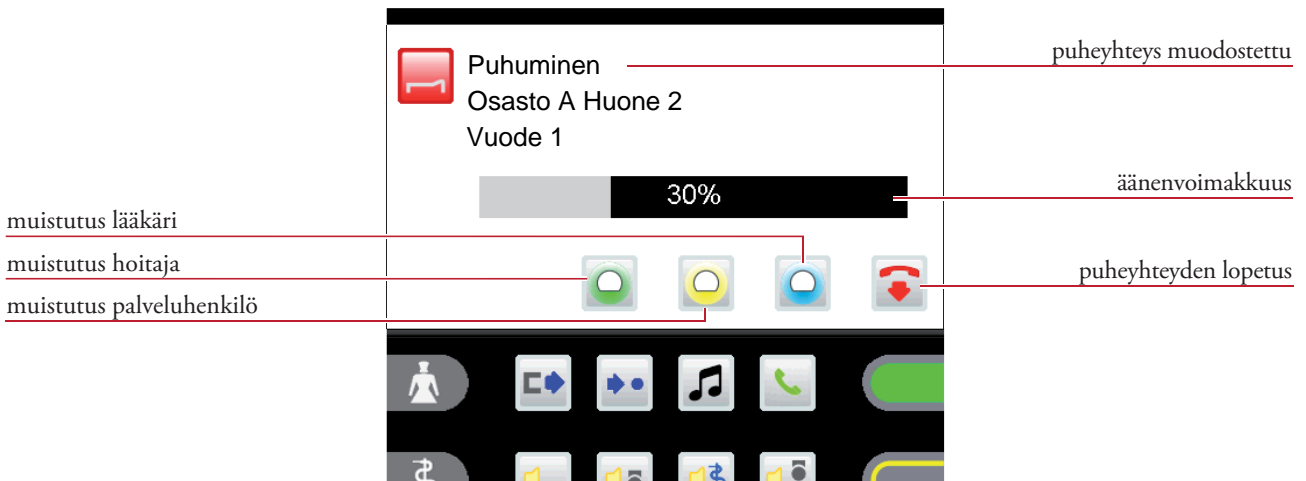 puheyhteys muodostettu
Puhuminen
Osasto A Huone 2
Vuode 1
äänenvoimakkuus
30%
muistutus lääkäri
muistutus hoitaja
puheyhteyden lopetus
muistutus palveluhenkilö